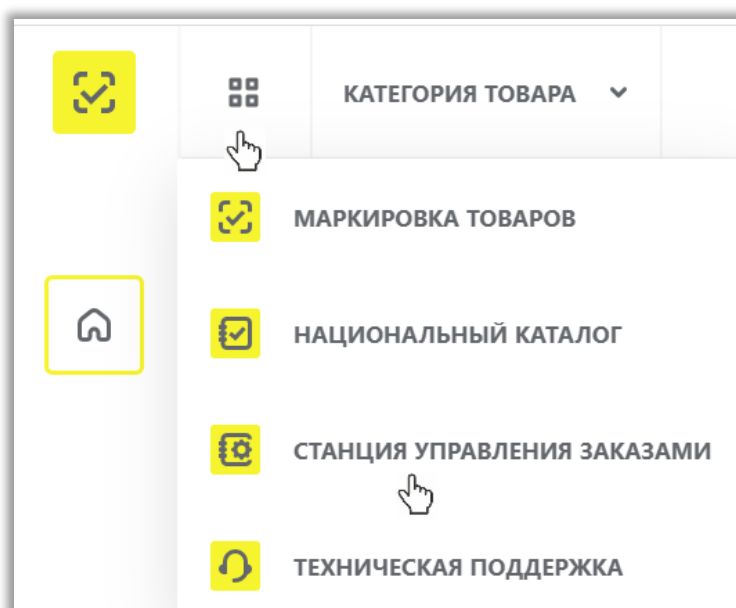 КАТЕГОРИЯ ТОВАРА
МАРКИРОВКА ТОВАРОВ
НАЦИОНАЛЬНЫЙ КАТАЛОГ
СТАНЦИЯ УПРАВЛЕНИЯ ЗАКАЗАМИ
ТЕХНИЧЕСКАЯ ПОДДЕРЖКА